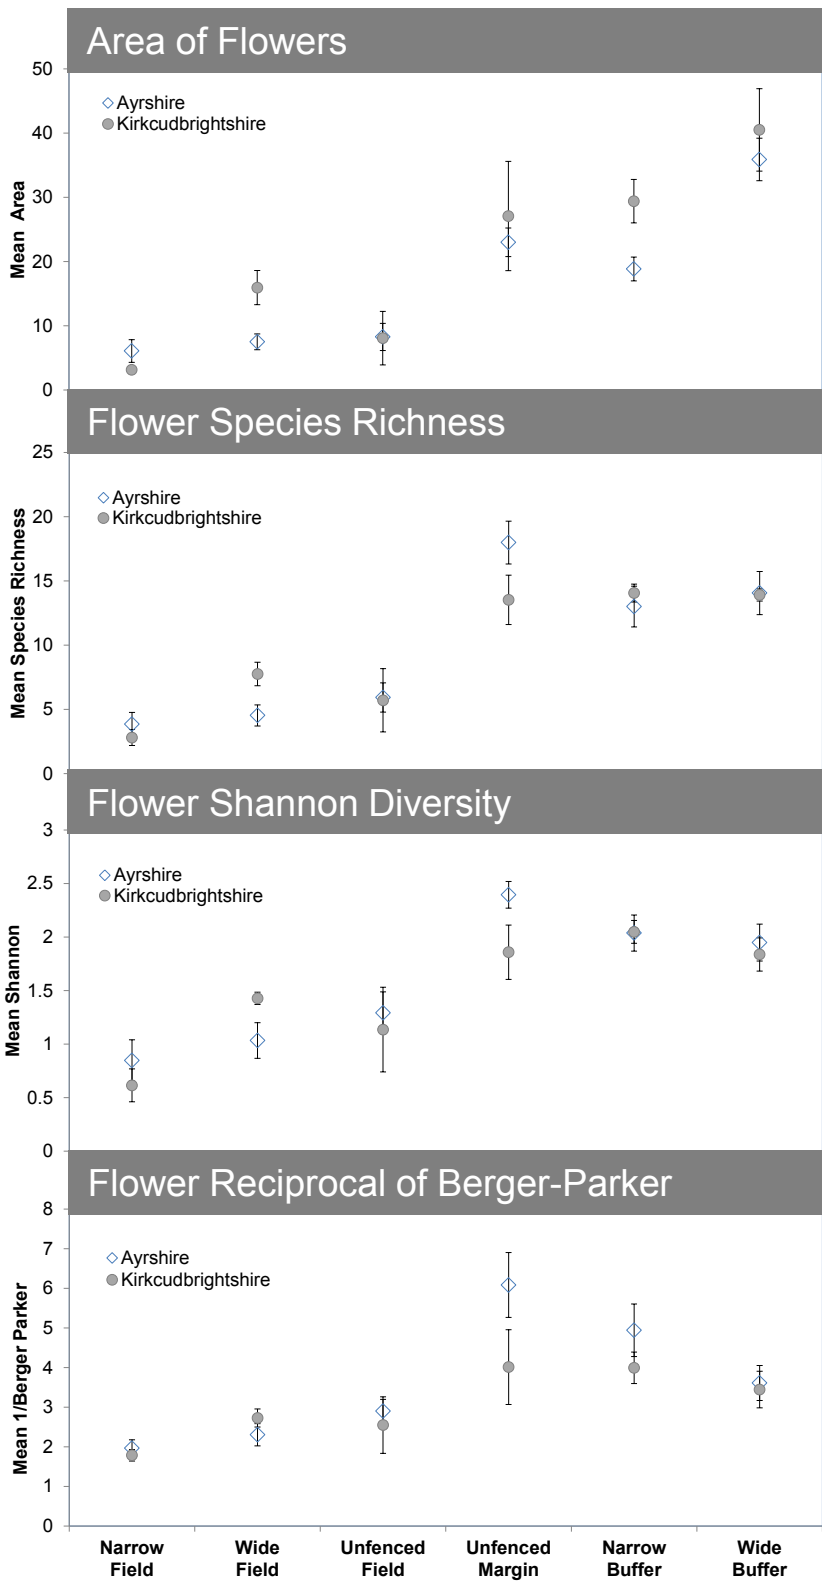 Area of Flowers
50
40
30
20
10
0
Mean Area
Ayrshire
Kirkcudbrightshire
Flower Species Richness
25
20
15
10
5
0
Mean Species Richness
Ayrshire
Kirkcudbrightshire
Flower Shannon Diversity
3
2.5
2
1.5
1
0.5
0
Mean Shannon
Ayrshire
Kirkcudbrightshire
Flower Reciprocal of Berger-Parker
8
7
6
5
4
3
2
1
0
Mean 1/Berger Parker
Ayrshire
Kirkcudbrightshire
Narrow
Field
Wide
Field
Unfenced
Field
Unfenced
Margin
Narrow
Buffer
Wide
Buffer